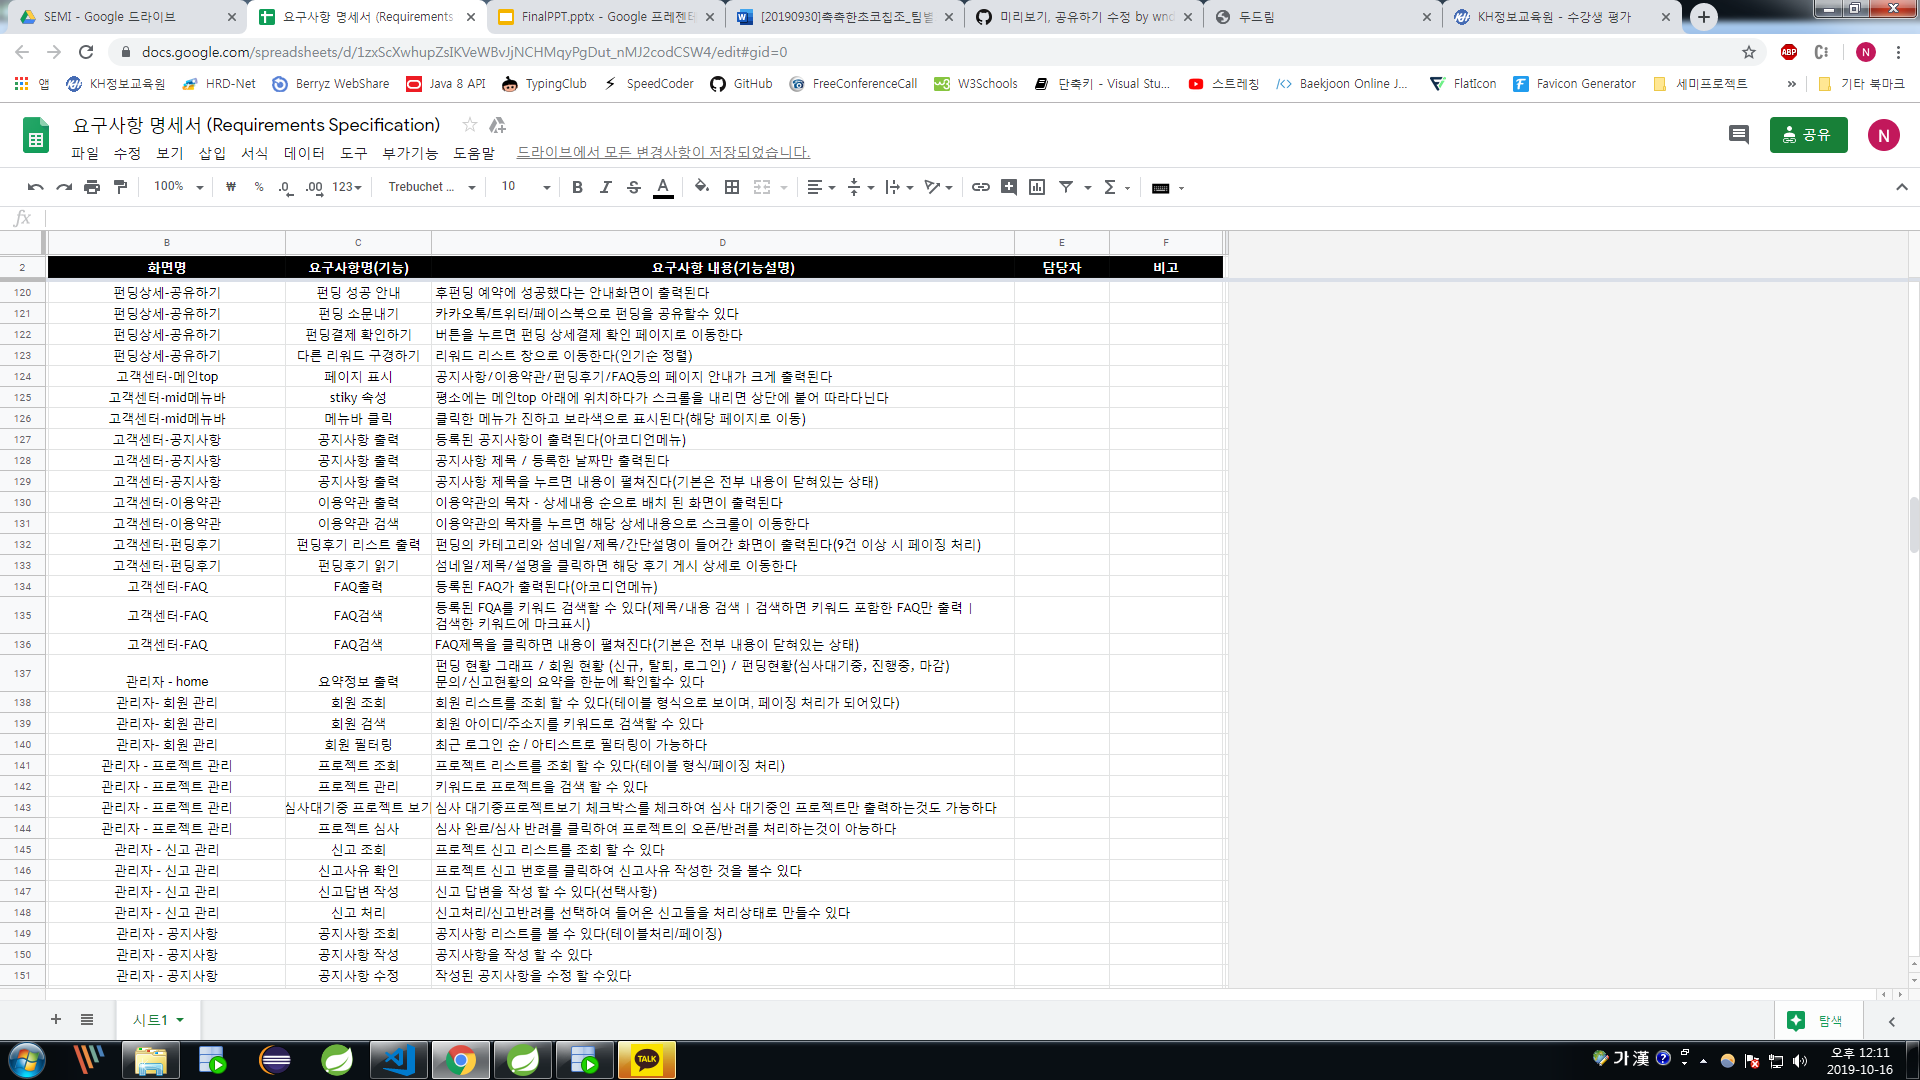 SEMI - Google 드라이브
요구사항 명세서 (Requirements
FinalPPT.pptx - Google 프레젠테
[20190930]촉촉한초코칩조_팀별
미리보기, 공유하기 수정 by wnd
두드림
KH정보교육원 - 수강생 평가
docs.google.com/spreadsheets/d/1zxScXwhupZsIKVeWBvJjNCHMqyPgDut_nMJ2codCSW4/edit#gid=0
ABP
N
앱
KH정보교육원
HRD-Net
Berryz WebShare
Java 8 API
TypingClub
SpeedCoder
GitHub
FreeConferenceCall
W3Schools
단축키 - Visual Stu...
스트레칭
Baekjoon Online J...
FlatIcon
Favicon Generator
세미프로젝트
»
기타 북마크
요구사항 명세서 (Requirements Specification)
공유
N
파일 수정 보기 삽입 서식 데이터 도구 부가기능 도움말 드라이브에서 모든 변경사항이 저장되었습니다.
100% ₩ % .0 .00 123 Trebuchet ... 10 B I S A
fx
B C D E F
2 화면명 요구사항명(기능) 요구사항 내용(기능설명) 담당자 비고
120 펀딩상세-공유하기 펀딩 성공 안내 후펀딩 예약에 성공했다는 안내화면이 출력된다
121 펀딩상세-공유하기 펀딩 소문내기 카카오톡/트위터/페이스북으로 펀딩을 공유할수 있다
122 펀딩상세-공유하기 펀딩결제 확인하기 버튼을 누르면 펀딩 상세결제 확인 페이지로 이동한다
123 펀딩상세-공유하기 다른 리워드 구경하기 리워드 리스트 창으로 이동한다(인기순 정렬)
124 고객센터-메인top 페이지 표시 공지사항/이용약관/펀딩후기/FAQ등의 페이지 안내가 크게 출력된다
125 고객센터-mid메뉴바 stiky 속성 평소에는 메인top 아래에 위치하다가 스크롤을 내리면 상단에 붙어 따라다닌다
126 고객센터-mid메뉴바 메뉴바 클릭 클릭한 메뉴가 진하고 보라색으로 표시된다(해당 페이지로 이동)
127 고객센터-공지사항 공지사항 출력 등록된 공지사항이 출력된다(아코디언메뉴)
128 고객센터-공지사항 공지사항 출력 공지사항 제목 / 등록한 날짜만 출력된다
129 고객센터-공지사항 공지사항 출력 공지사항 제목을 누르면 내용이 펼쳐진다(기본은 전부 내용이 닫혀있는 상태)
130 고객센터-이용약관 이용약관 출력 이용약관의 목차 - 상세내용 순으로 배치 된 화면이 출력된다
131 고객센터-이용약관 이용약관 검색 이용약관의 목자를 누르면 해당 상세내용으로 스크롤이 이동한다
132 고객센터-펀딩후기 펀딩후기 리스트 출력 펀딩의 카테고리와 섬네일/제목/간단설명이 들어간 화면이 출력된다(9건 이상 시 페이징 처리)
133 고객센터-펀딩후기 펀딩후기 읽기 섬네일/제목/설명을 클릭하면 해당 후기 게시 상세로 이동한다
134 고객센터-FAQ FAQ출력 등록된 FAQ가 출력된다(아코디언메뉴)
135 고객센터-FAQ FAQ검색 등록된 FQA를 키워드 검색할 수 있다(제목/내용 검색 | 검색하면 키워드 포함한 FAQ만 출력 |
검색한 키워드에 마크표시)
136 고객센터-FAQ FAQ검색 FAQ제목을 클릭하면 내용이 펼쳐진다(기본은 전부 내용이 닫혀있는 상태)
137 관리자 - home 요약정보 출력 펀딩 현황 그래프 / 회원 현황 (신규, 탈퇴, 로그인) / 펀딩현황(심사대기중, 진행중, 마감)
문의/신고현황의 요약을 한눈에 확인할수 있다
138 관리자- 회원 관리 회원 조회 회원 리스트를 조회 할 수 있다(테이블 형식으로 보이며, 페이징 처리가 되어있다)
139 관리자- 회원 관리 회원 검색 회원 아이디/주소지를 키워드로 검색할 수 있다
140 관리자- 회원 관리 회원 필터링 최근 로그인 순 / 아티스트로 필터링이 가능하다
141 관리자 - 프로젝트 관리 프로젝트 조회 프로젝트 리스트를 조회 할 수 있다(테이블 형식/페이징 처리)
142 관리자 - 프로젝트 관리 프로젝트 관리 키워드로 프로젝트을 검색 할 수 있다
143 관리자 - 프로젝트 관리 심사대기중 프로젝트 보기 심사 대기중프로젝트보기 체크박스를 체크하여 심사 대기중인 프로젝트만 출력하는것도 가능하다
144 관리자 - 프로젝트 관리 프로젝트 심사 심사 완료/심사 반려를 클릭하여 프로젝트의 오픈/반려를 처리하는것이 아능하다
145 관리자 - 신고 관리 신고 조회 프로젝트 신고 리스트를 조회 할 수 있다
146 관리자 - 신고 관리 신고사유 확인 프로젝트 신고 번호를 클릭하여 신고사유 작성한 것을 볼수 있다
147 관리자 - 신고 관리 신고답변 작성 신고 답변을 작성 할 수 있다(선택사항)
148 관리자 - 신고 관리 신고 처리 신고처리/신고반려를 선택하여 들어온 신고들을 처리상태로 만들수 있다
149 관리자 - 공지사항 공지사항 조회 공지사항 리스트를 볼 수 있다(테이블처리/페이징)
150 관리자 - 공지사항 공지사항 작성 공지사항을 작성 할 수 있다
151 관리자 - 공지사항 공지사항 수정 작성된 공지사항을 수정 할 수있다
시트1
탐색
TALK
가 漢
오후 12:11
2019-10-16